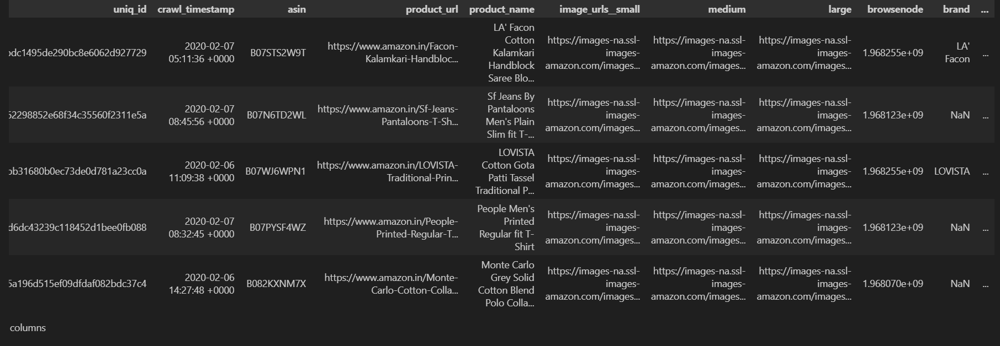 uniq_id crawl_timestamp asin product_url product_name image_urls__small medium large browsenode brand ...
dc1495de290bc8e6062d927729 2020-02-07 05:11:36 +0000 B07STS2W9T https://www.amazon.in/Facon-Kalamkari-Handbloc... LA' Facon Cotton Kalamkari Handblock Saree Blo... https://images-na.ssl-images-amazon.com/images... https://images-na.ssl-images-amazon.com/images... https://images-na.ssl-images-amazon.com/images... 1.968255e+09 LA' Facon ...
52298852e68f34c35560f2311e5a 2020-02-07 08:45:56 +0000 B07N6TD2WL https://www.amazon.in/Sf-Jeans-Pantaloons-T-Sh... Sf Jeans By Pantaloons Men's Plain Slim fit T-... https://images-na.ssl-images-amazon.com/images... https://images-na.ssl-images-amazon.com/images... https://images-na.ssl-images-amazon.com/images... 1.968123e+09 NaN ...
b31680b0ec73de0d781a23cc0a 2020-02-06 11:09:38 +0000 B07WJ6WPN1 https://www.amazon.in/LOVISTA-Traditional-Prin... LOVISTA Cotton Gota Patti Tassel Traditional P... https://images-na.ssl-images-amazon.com/images... https://images-na.ssl-images-amazon.com/images... https://images-na.ssl-images-amazon.com/images... 1.968255e+09 LOVISTA ...
d6dc43239c118452d1bee0fb088 2020-02-07 08:32:45 +0000 B07PYSF4WZ https://www.amazon.in/People-Printed-Regular-T... People Men's Printed Regular fit T-Shirt https://images-na.ssl-images-amazon.com/images... https://images-na.ssl-images-amazon.com/images... https://images-na.ssl-images-amazon.com/images... 1.968123e+09 NaN ...
5a196d515ef09dfdaf082bdc37c4 2020-02-06 14:27:48 +0000 B082KXNM7X https://www.amazon.in/Monte-Carlo-Cotton-Colla... Monte Carlo Grey Solid Cotton Blend Polo Colla... https://images-na.ssl-images-amazon.com/images... https://images-na.ssl-images-amazon.com/images... https://images-na.ssl-images-amazon.com/images... 1.968070e+09 NaN ...
columns